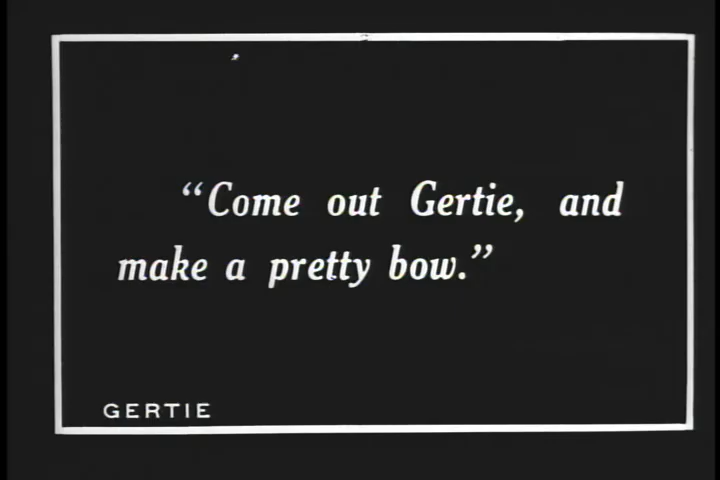 “Come out Gertie, and
make a pretty bow.”
GERTIE